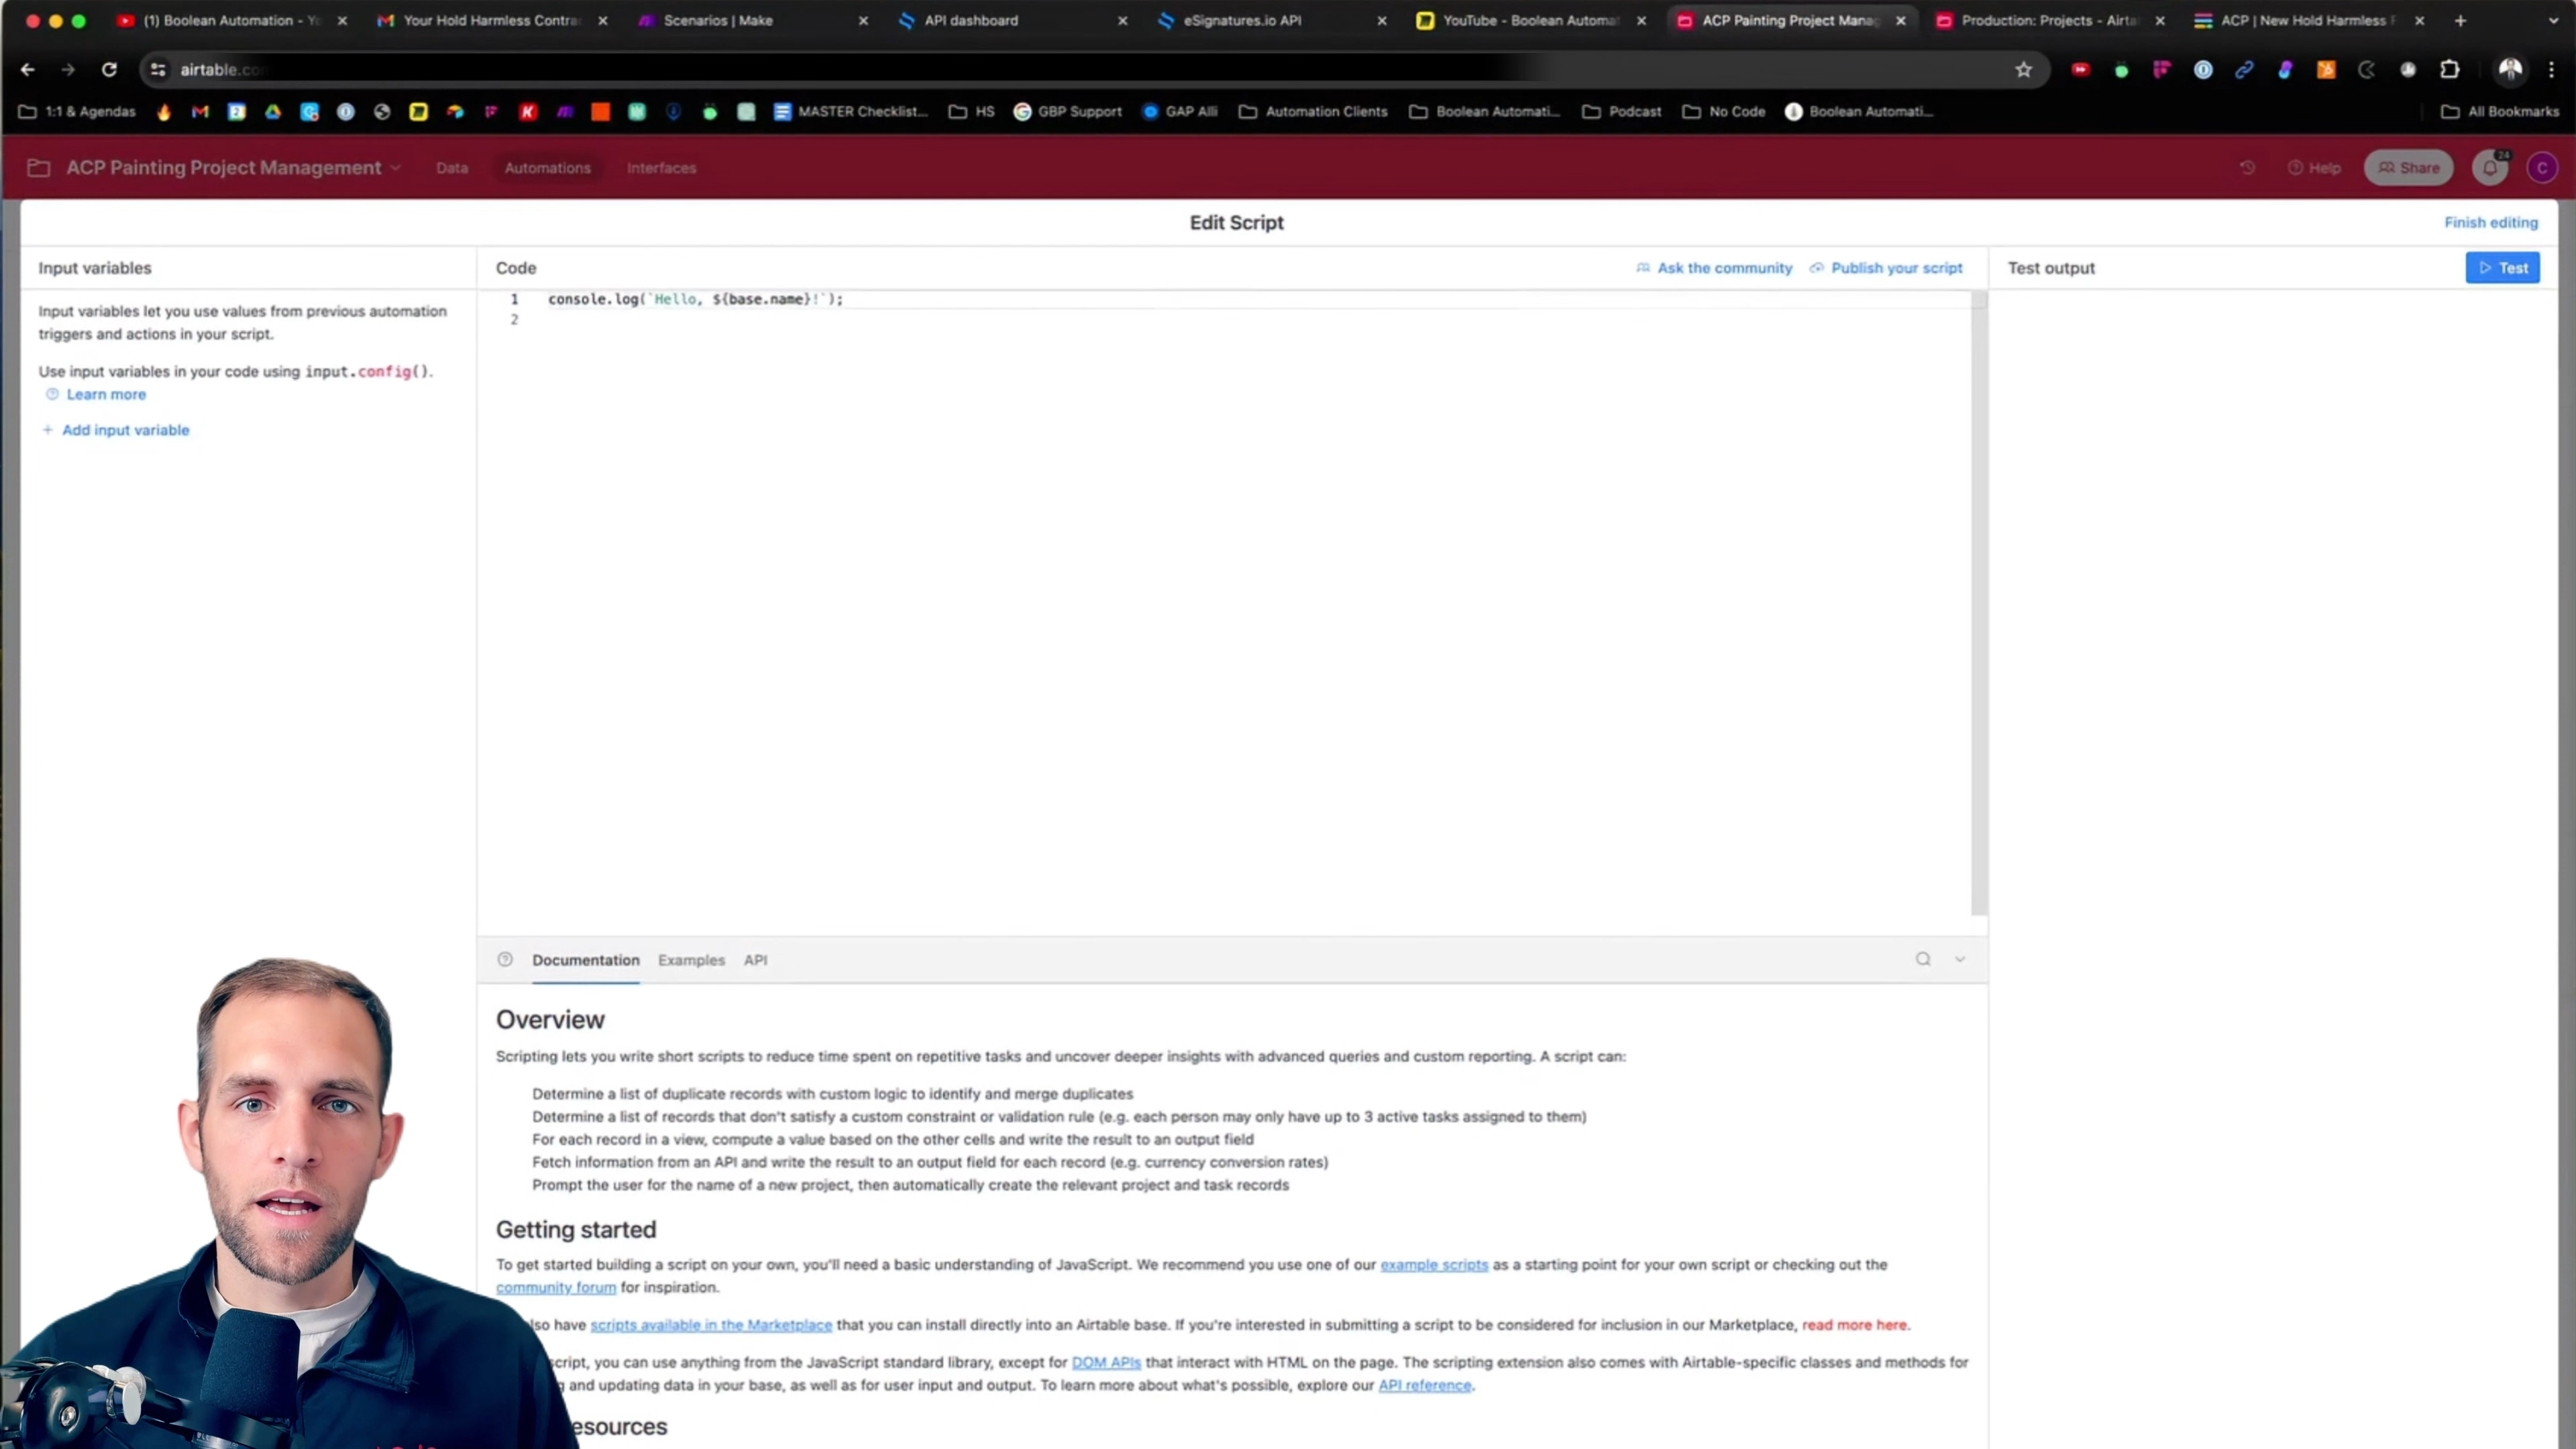 (1) Boolean Automation - Yo
Your Hold Harmless Contra
Scenarios | Make
API dashboard
eSignatures.io API
YouTube - Boolean Automat
ACP Painting Project Manag
Production: Projects - Airta
ACP | New Hold Harmless F
airtable.com
1:1 & Agendas
MASTER Checklist...
HS
GBP Support
GAP Alli
Automation Clients
Boolean Automati...
Podcast
No Code
Boolean Automati...
All Bookmarks
ACP Painting Project Management
Data
Automations
Interfaces
Help
Share
24
C
Edit Script
Finish editing
Input variables
Code
Ask the community
Publish your script
Test output
Test
Input variables let you use values from previous automation
triggers and actions in your script.
Use input variables in your code using input.config().
Learn more
+ Add input variable
1 console.log(`Hello, ${base.name}!`);
2
Documentation
Examples
API
Overview
Scripting lets you write short scripts to reduce time spent on repetitive tasks and uncover deeper insights with advanced queries and custom reporting. A script can:
Determine a list of duplicate records with custom logic to identify and merge duplicates
Determine a list of records that don't satisfy a custom constraint or validation rule (e.g. each person may only have up to 3 active tasks assigned to them)
For each record in a view, compute a value based on the other cells and write the result to an output field
Fetch information from an API and write the result to an output field for each record (e.g. currency conversion rates)
Prompt the user for the name of a new project, then automatically create the relevant project and task records
Getting started
To get started building a script on your own, you'll need a basic understanding of JavaScript. We recommend you use one of our example scripts as a starting point for your own script or checking out the
community forum for inspiration.
lso have scripts available in the Marketplace that you can install directly into an Airtable base. If you're interested in submitting a script to be considered for inclusion in our Marketplace, read more here.
cript, you can use anything from the JavaScript standard library, except for DOM APIs that interact with HTML on the page. The scripting extension also comes with Airtable-specific classes and methods for
g and updating data in your base, as well as for user input and output. To learn more about what's possible, explore our API reference.
esources